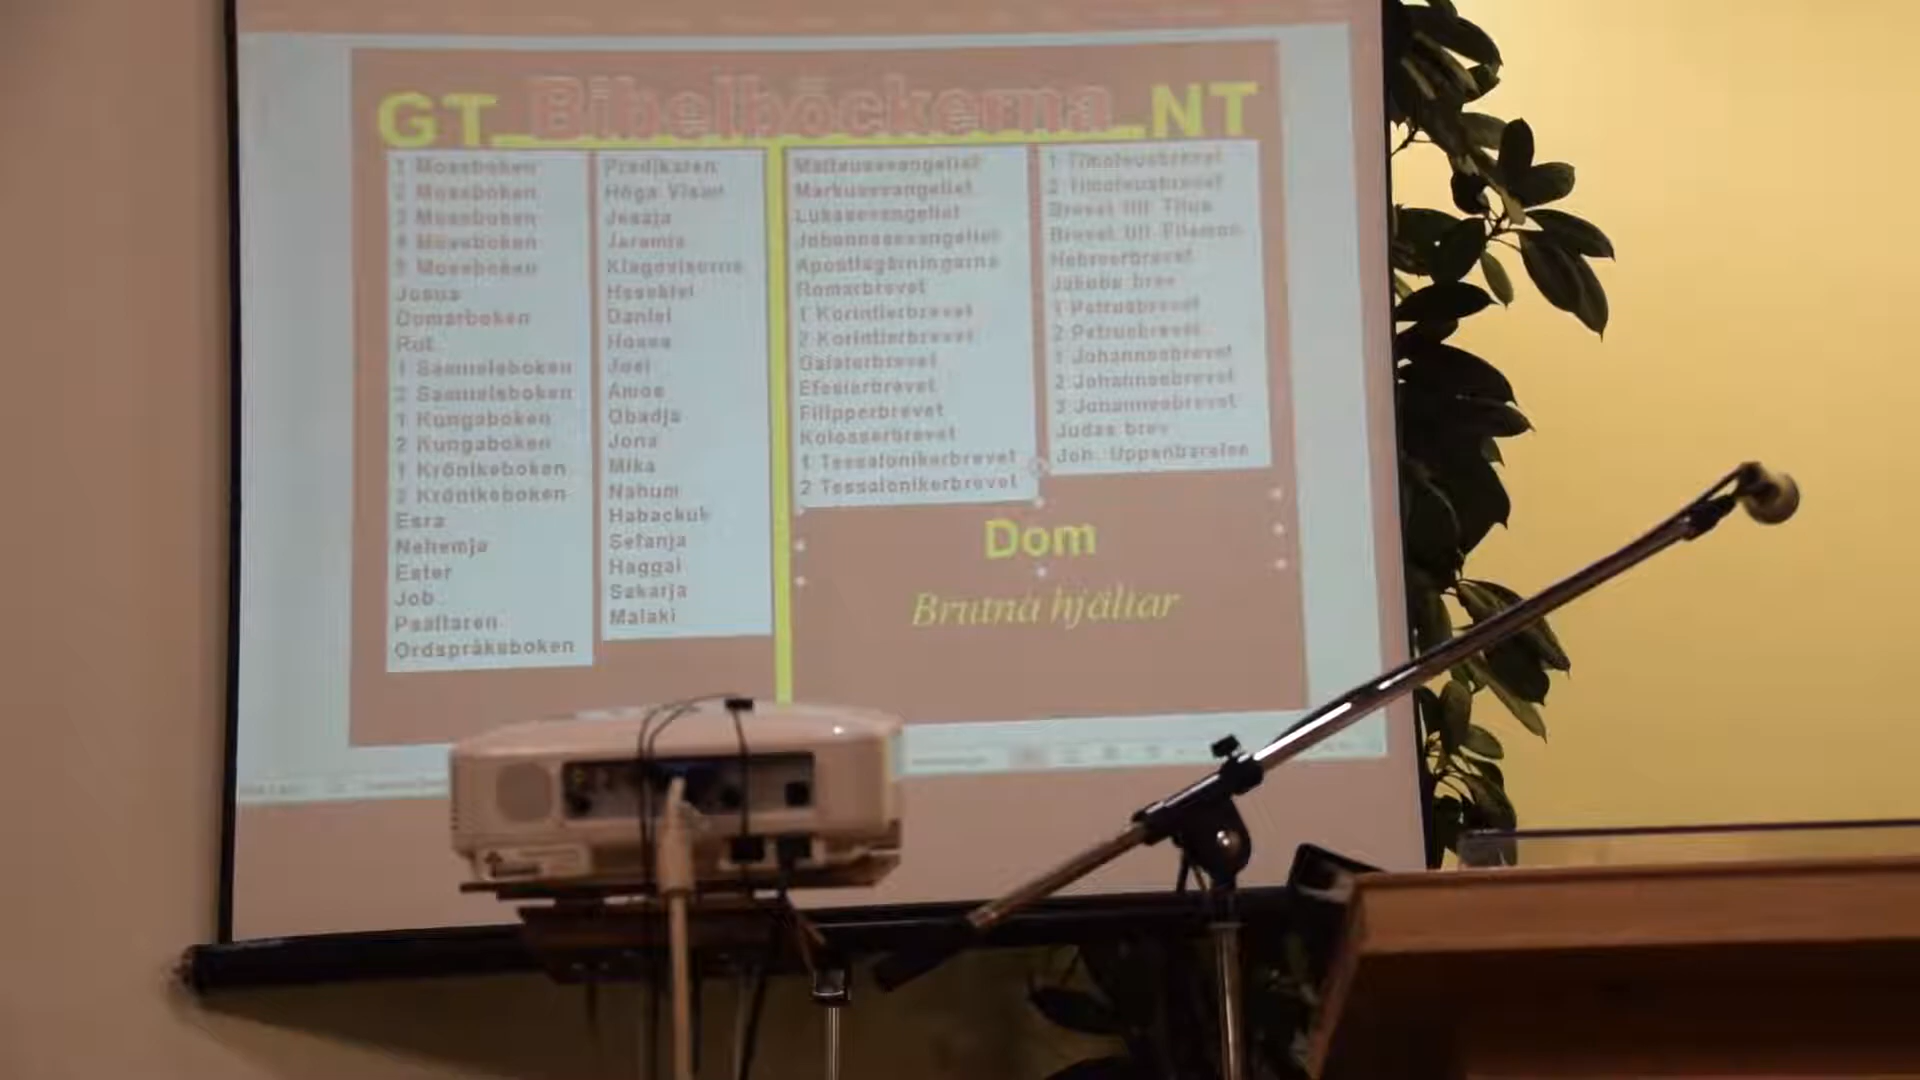 GT Bibelböckerna NT
1 Moseboken
2 Moseboken
3 Moseboken
4 Moseboken
5 Moseboken
Josua
Domarboken
Rut
1 Samuelsboken
2 Samuelsboken
1 Kungaboken
2 Kungaboken
1 Krönikeboken
2 Krönikeboken
Esra
Nehemja
Ester
Job
Psaltaren
Ordspråksboken
Predikaren
Höga Visan
Jesaja
Jeremia
Klagovisorna
Hesekiel
Daniel
Hosea
Joel
Amos
Obadja
Jona
Mika
Nahum
Habackuk
Sefanja
Haggai
Sakarja
Malaki
Matteusevangeliet
Markusevangeliet
Lukasevangeliet
Johannesevangeliet
Apostlagärningarna
Romarbrevet
1 Korintierbrevet
2 Korintierbrevet
Galaterbrevet
Efesierbrevet
Filipperbrevet
Kolosserbrevet
1 Tessalonikerbrevet
2 Tessalonikerbrevet
1 Timoteusbrevet
2 Timoteusbrevet
Brevet till Titus
Brevet till Filemon
Hebreerbrevet
Jakobs brev
1 Petrusbrevet
2 Petrusbrevet
1 Johannesbrevet
2 Johannesbrevet
3 Johannesbrevet
Judas brev
Joh. Uppenbarelse
Dom
Brutna hjältar